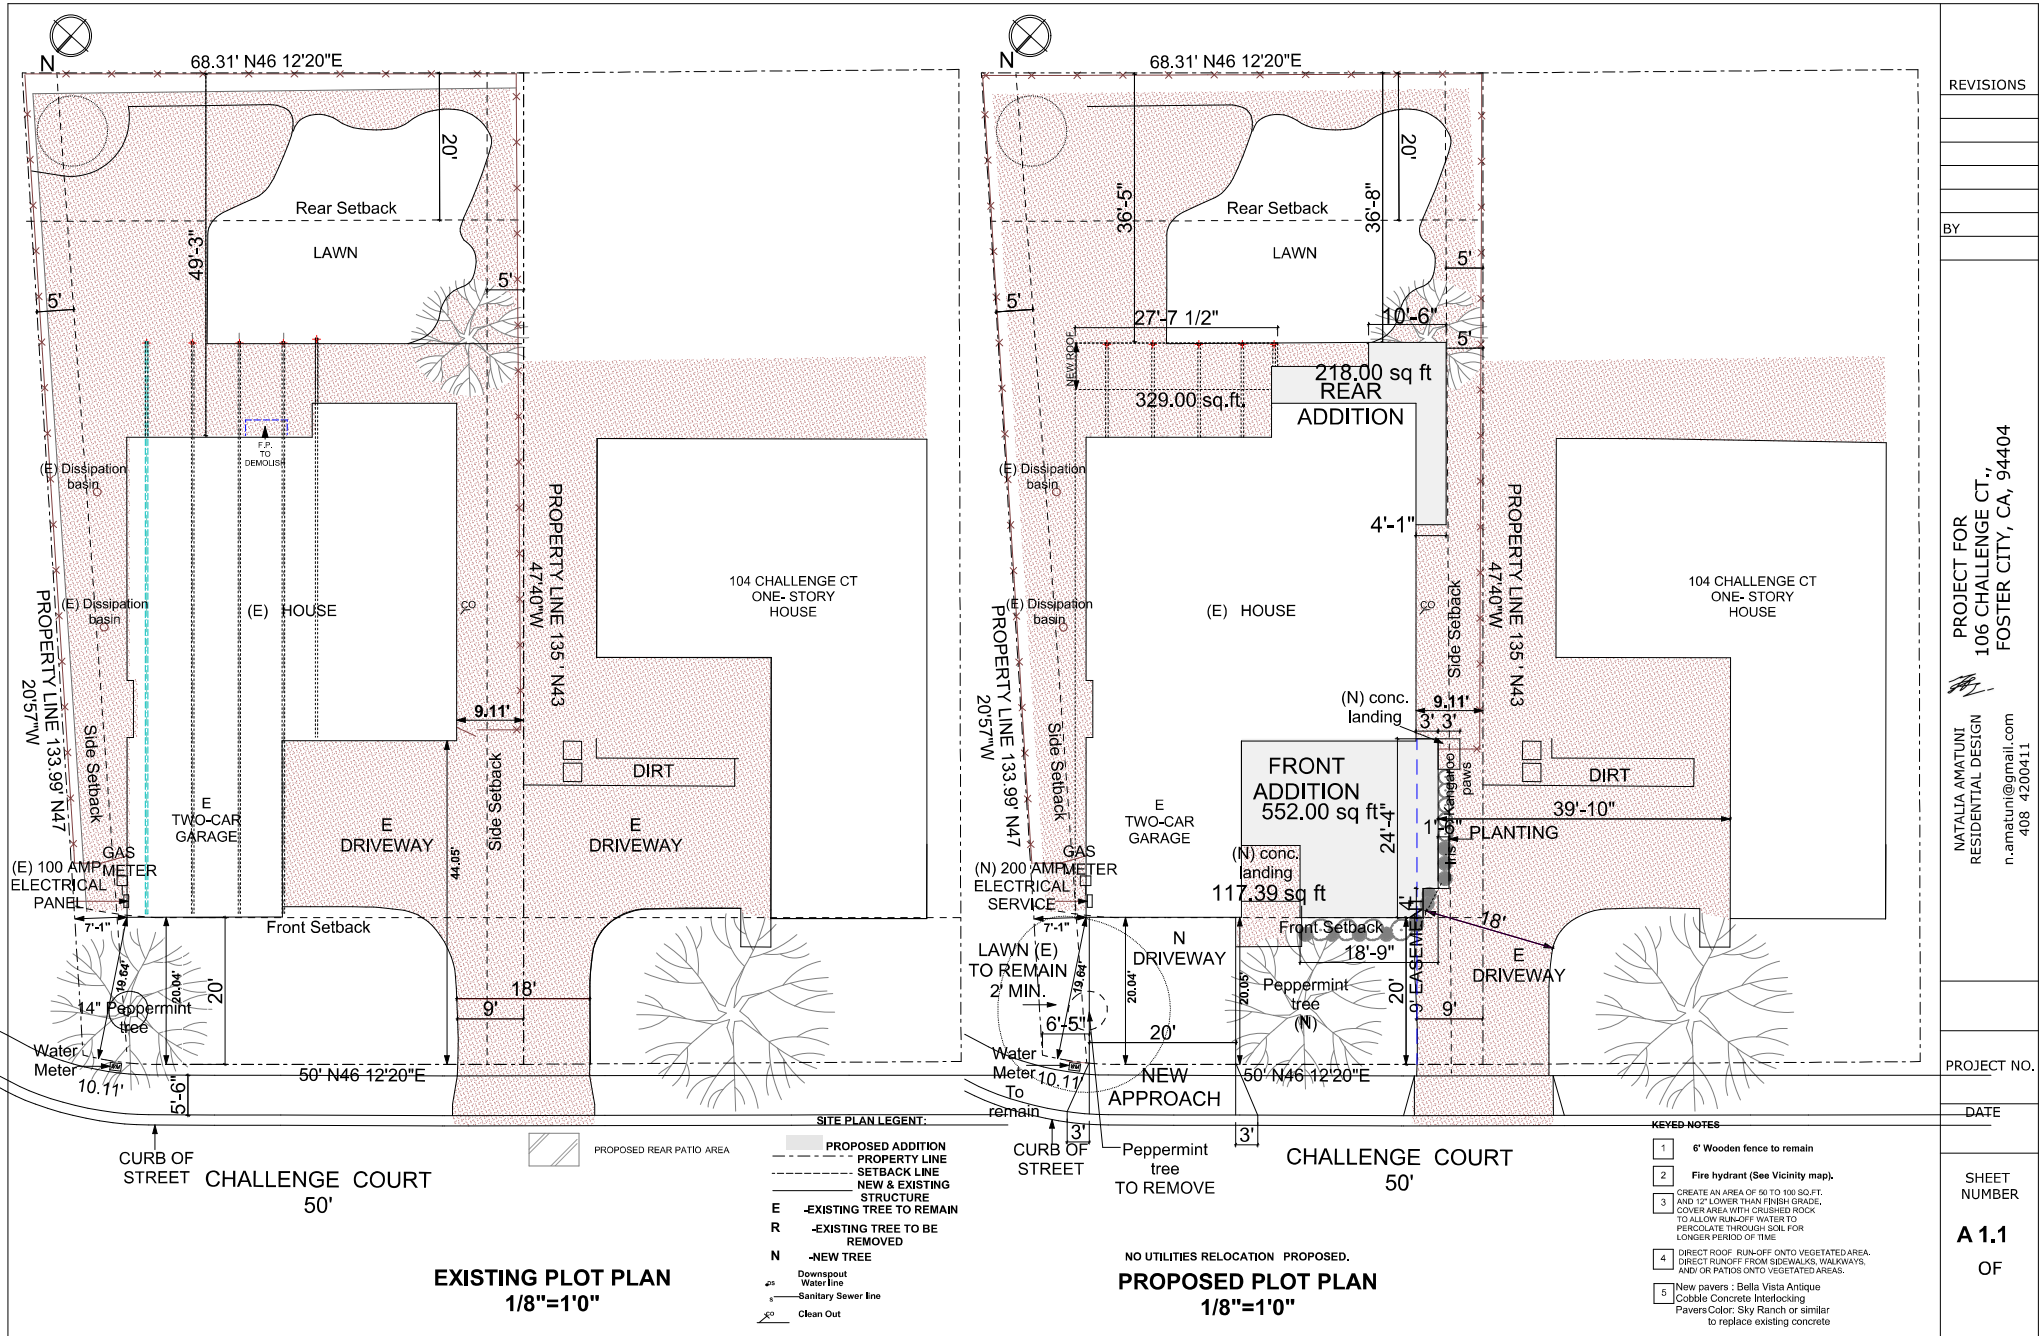 N
68.31' N46 12'20"E
20'
Rear Setback
49'-3"
LAWN
5'
5'
F.P.
TO
DEMOLISH
(E) Dissipation
basin
(E) Dissipation
basin
(E) HOUSE
CO
PROPERTY LINE 135 ' N43
47'40"W
104 CHALLENGE CT
ONE- STORY
HOUSE
PROPERTY LINE 133.99' N47
20'57"W
Side Setback
9.11'
Side Setback
DIRT
E
TWO-CAR
GARAGE
E
DRIVEWAY
E
DRIVEWAY
44.05'
GAS
METER
(E) 100 AMP
ELECTRICAL
PANEL
7'-1"
Front Setback
19.64'
20.04'
20'
14" Peppermint
tree
18'
9'
Water
Meter
10.11'
50' N46 12'20"E
5'-6"
CURB OF
STREET
CHALLENGE COURT
50'
EXISTING PLOT PLAN
1/8"=1'0"
PROPOSED REAR PATIO AREA
SITE PLAN LEGENT:
PROPOSED ADDITION
PROPERTY LINE
SETBACK LINE
NEW & EXISTING
STRUCTURE
E -EXISTING TREE TO REMAIN
R -EXISTING TREE TO BE
REMOVED
N -NEW TREE
DS Downspout
Water line
S Sanitary Sewer line
CO Clean Out
N
68.31' N46 12'20"E
20'
36'-5"
36'-8"
Rear Setback
LAWN
5'
5'
27'-7 1/2"
10'-6"
5'
NEW ROOF
218.00 sq ft
REAR
ADDITION
329.00 sq.ft.
(E) Dissipation
basin
4'-1"
(E) Dissipation
basin
(E) HOUSE
CO
Side Setback
PROPERTY LINE 135 ' N43
47'40"W
104 CHALLENGE CT
ONE- STORY
HOUSE
PROPERTY LINE 133.99' N47
20'57"W
Side Setback
(N) conc.
landing
9.11'
3' 3'
FRONT
ADDITION
552.00 sq ft
24'-4"
Kangaroo
paws
DIRT
39'-10"
PLANTING
E
TWO-CAR
GARAGE
GAS
METER
(N) 200 AMP
ELECTRICAL
SERVICE
(N) conc.
landing
117.39 sq ft
4'
7'-1"
Front Setback
18'
18'-9"
N
DRIVEWAY
LAWN (E)
TO REMAIN
2' MIN.
19.64'
20.04'
20.05'
Peppermint
tree
(N)
20'
9' EASEMENT
E
DRIVEWAY
9'
6'-5"
20'
Water
Meter
To
remain
10.11'
NEW
APPROACH
50' N46 12'20"E
3'
3'
CURB OF
STREET
Peppermint
tree
TO REMOVE
CHALLENGE COURT
50'
NO UTILITIES RELOCATION PROPOSED.
PROPOSED PLOT PLAN
1/8"=1'0"
KEYED NOTES
1 6' Wooden fence to remain
2 Fire hydrant (See Vicinity map).
3 CREATE AN AREA OF 50 TO 100 SQ.FT.
AND 12" LOWER THAN FINISH GRADE,
COVER AREA WITH CRUSHED ROCK
TO ALLOW RUN-OFF WATER TO
PERCOLATE THROUGH SOIL FOR
LONGER PERIOD OF TIME
4 DIRECT ROOF RUN-OFF ONTO VEGETATED AREA.
DIRECT RUNOFF FROM SIDEWALKS, WALKWAYS,
AND/ OR PATIOS ONTO VEGETATED AREAS.
5 New pavers : Bella Vista Antique
Cobble Concrete Interlocking
PaversColor: Sky Ranch or similar
to replace existing concrete
REVISIONS
BY
PROJECT FOR
106 CHALLENGE CT.,
FOSTER CITY, CA, 94404
NATALIA AMATUNI
RESIDENTIAL DESIGN
n.amatuni@gmail.com
408 4200411
PROJECT NO.
DATE
SHEET
NUMBER
A 1.1
OF